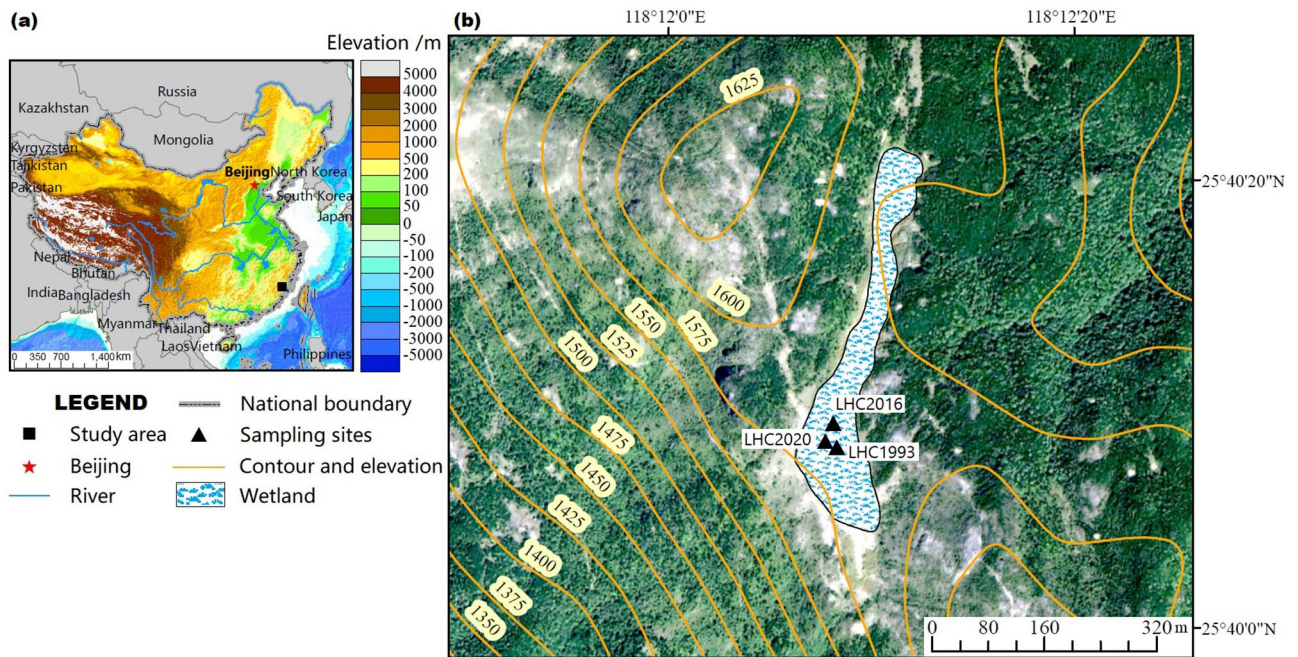 (a)
Elevation /m
5000
4000
3000
2000
1000
500
200
100
50
0
-50
-100
-200
-500
-1000
-2000
-3000
-5000
Russia
Kazakhstan
Mongolia
Kyrgyzstan
Tajikistan
Pakistan
Beijing
North Korea
South Korea
Japan
Nepal
Bhutan
India
Bangladesh
Myanmar
Thailand
Laos
Vietnam
Philippines
0 350 700 1,400 km
LEGEND
National boundary
Study area
Sampling sites
Beijing
Contour and elevation
River
Wetland
(b)
118°12'0"E
118°12'20"E
25°40'20"N
25°40'0"N
1625
1600
1575
1550
1525
1500
1475
1450
1425
1400
1375
1350
LHC2016
LHC2020
LHC1993
0 80 160 320 m